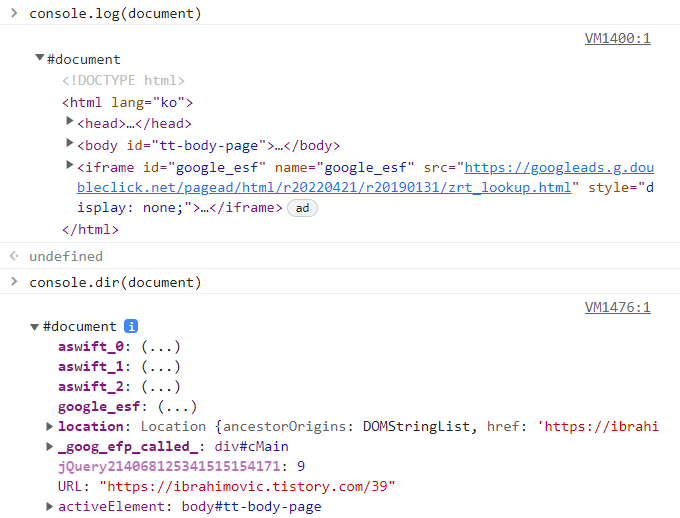 console.log(document)
VM1400:1
#document
<!DOCTYPE html>
<html lang="ko">
<head>…</head>
<body id="tt-body-page">…</body>
<iframe id="google_esf" name="google_esf" src="https://googleads.g.dou
bleclick.net/pagead/html/r20220421/r20190131/zrt_lookup.html" style="d
isplay: none;">…</iframe> ad
</html>
undefined
console.dir(document)
VM1476:1
#document i
aswift_0: (...)
aswift_1: (...)
aswift_2: (...)
google_esf: (...)
location: Location {ancestorOrigins: DOMStringList, href: 'https://ibrahi
_goog_efp_called_: div#cMain
jQuery214068125341515154171: 9
URL: "https://ibrahimovic.tistory.com/39"
activeElement: body#tt-body-page